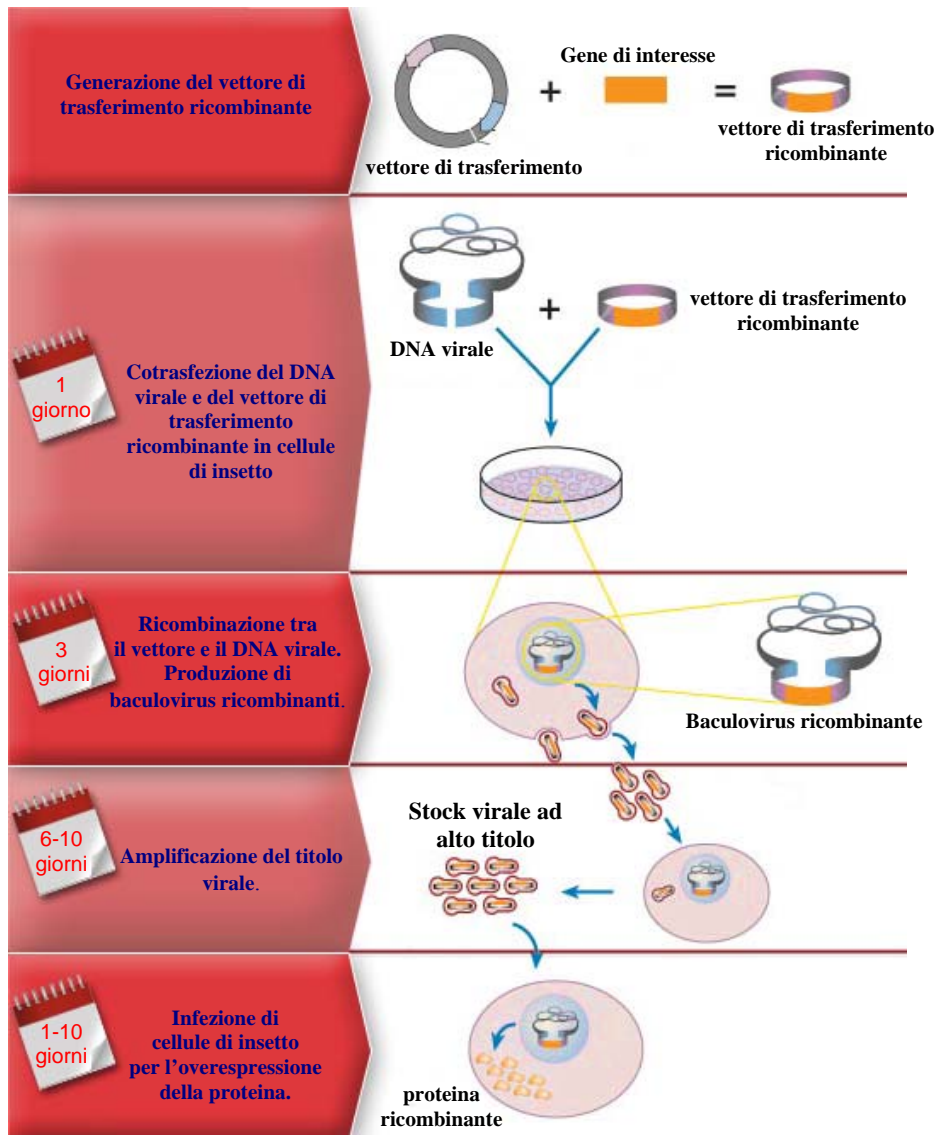 Generazione del vettore di
trasferimento ricombinante
Gene di interesse
+
=
vettore di trasferimento
vettore di trasferimento
ricombinante
1
giorno
Cotrasfezione del DNA
virale e del vettore di
trasferimento
ricombinante in cellule
di insetto
+
DNA virale
vettore di trasferimento
ricombinante
3
giorni
Ricombinazione tra
il vettore e il DNA virale.
Produzione di
baculovirus ricombinanti.
Baculovirus ricombinante
6-10
giorni
Amplificazione del titolo
virale.
Stock virale ad
alto titolo
1-10
giorni
Infezione di
cellule di insetto
per l'overespressione
della proteina.
proteina
ricombinante